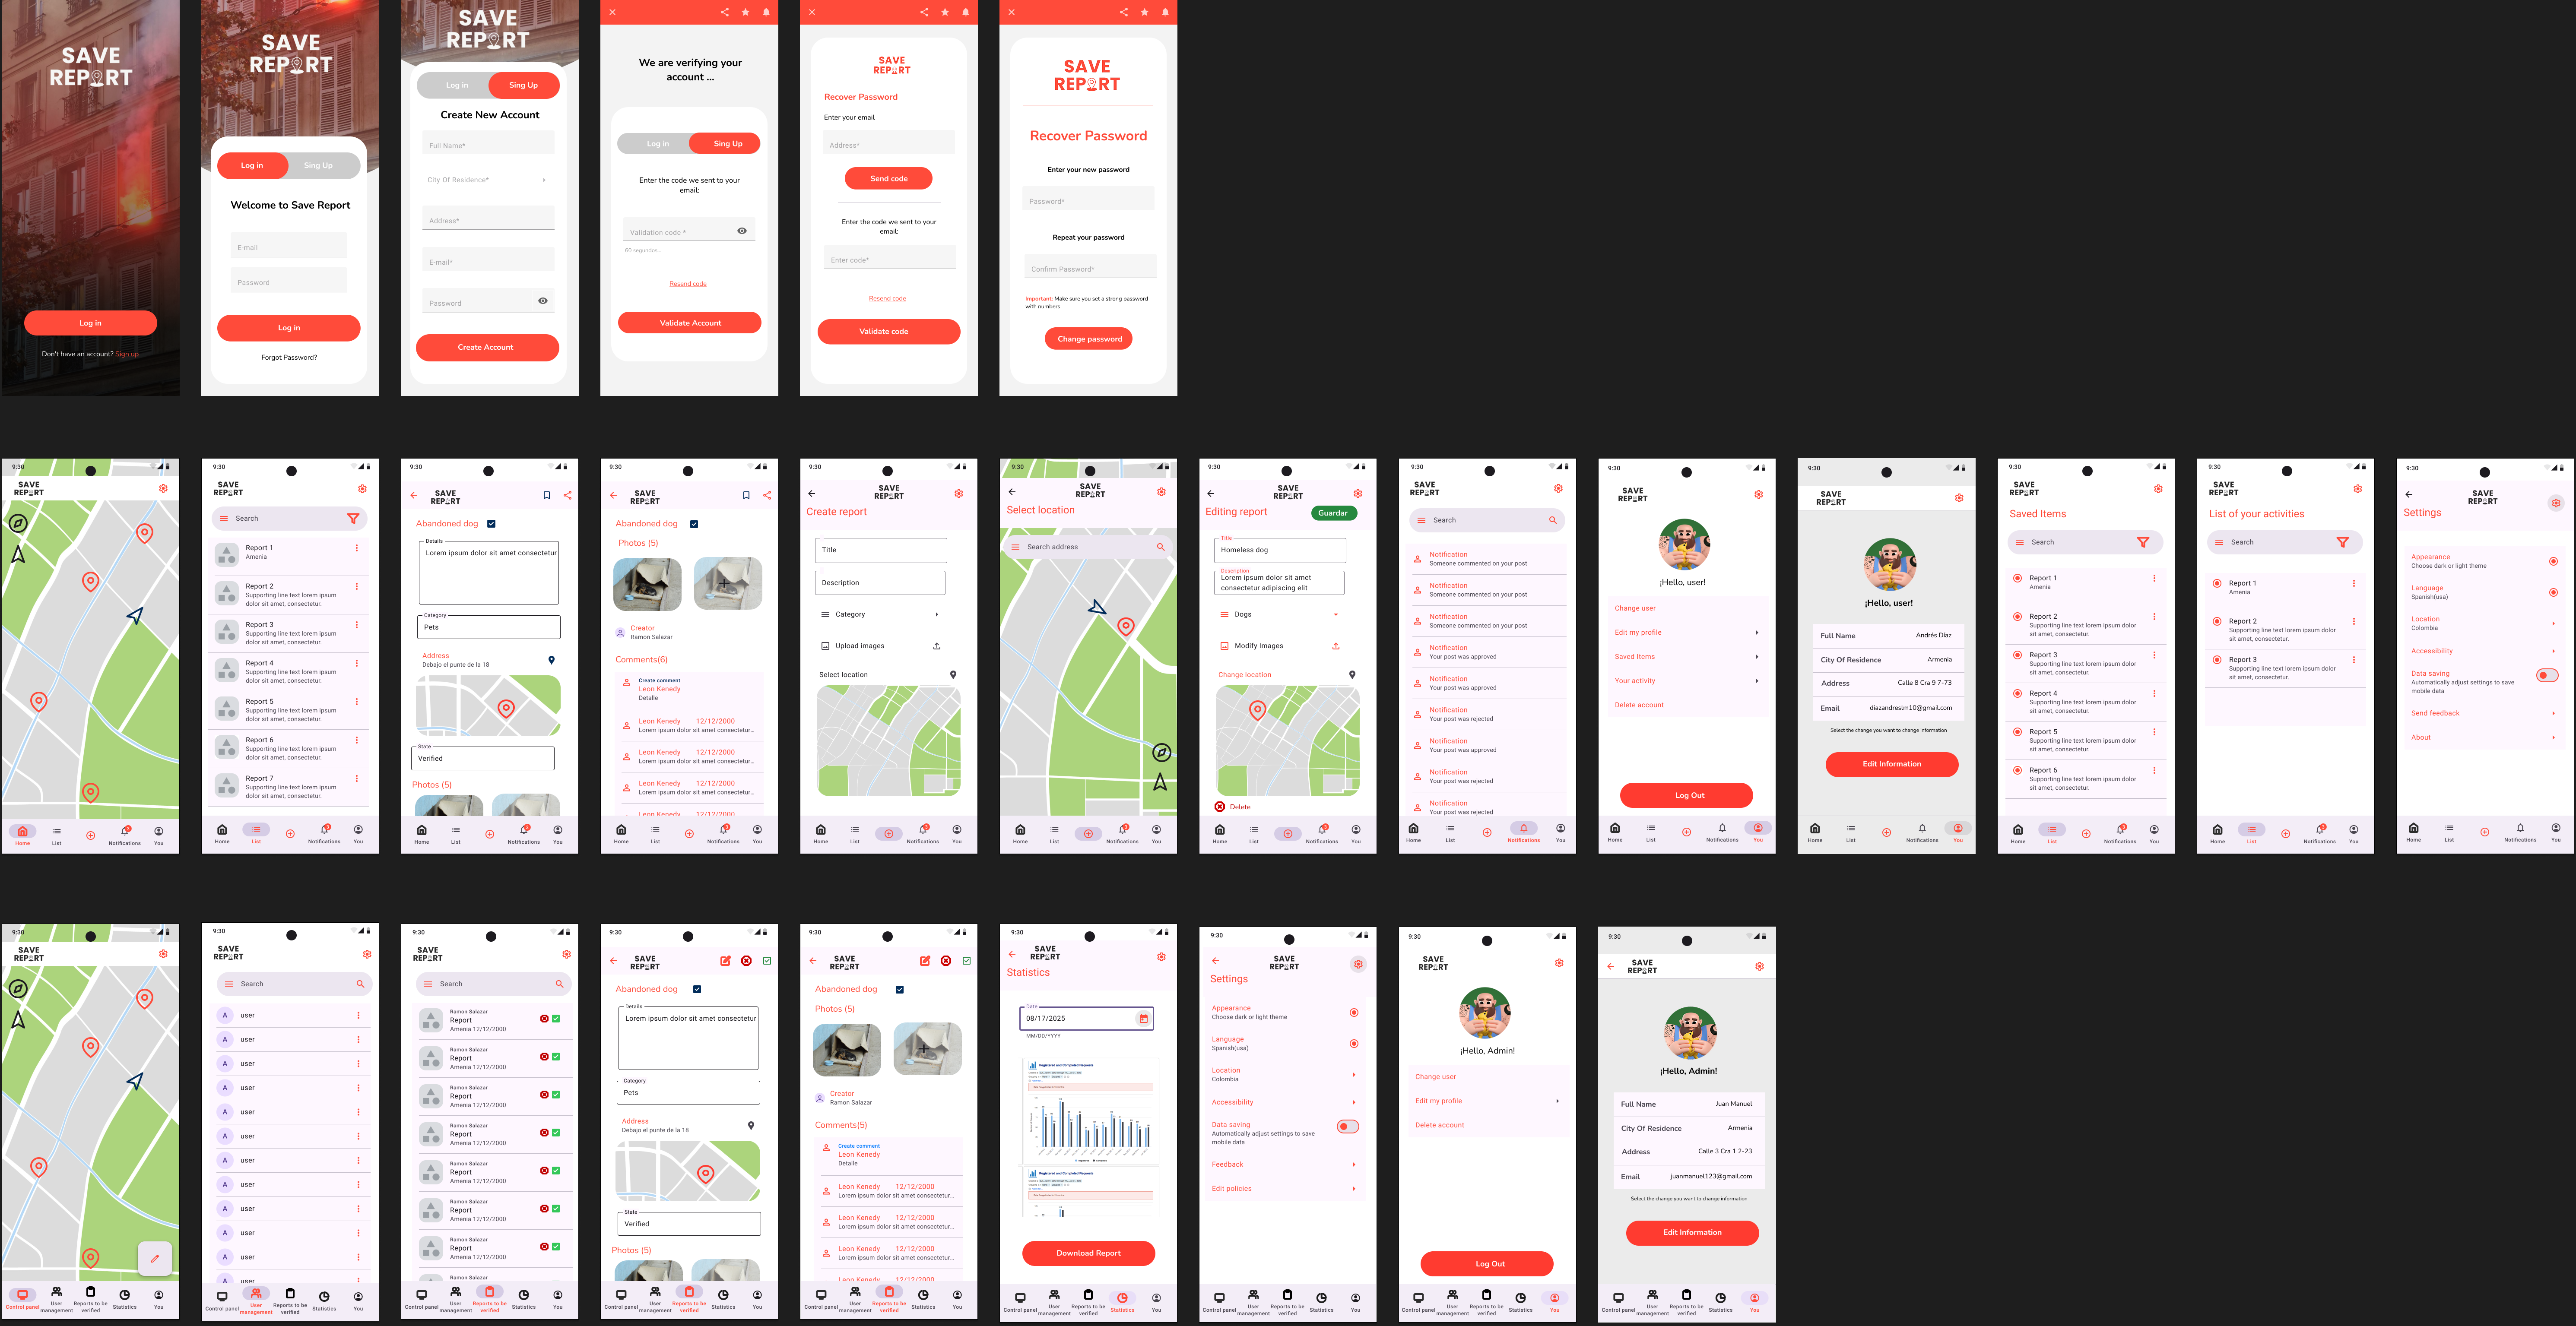 SAVE
REPORT
Log in
Don't have an account? Sign up
SAVE
REPORT
Log in
Sing Up
Welcome to Save Report
E-mail
Password
Log in
Forgot Password?
SAVE
REPORT
Log in
Sing Up
Create New Account
Full Name*
City Of Residence*
Address*
E-mail*
Password
Create Account
We are verifying your
account ...
Log in
Sing Up
Enter the code we sent to your
email:
Validation code *
60 segundos...
Resend code
Validate Account
SAVE
REPORT
Recover Password
Enter your email
Address*
Send code
Enter the code we sent to your
email:
Enter code*
Resend code
Validate code
SAVE
REPORT
Recover Password
Enter your new password
Password*
Repeat your password
Confirm Password*
Important: Make sure you set a strong password
with numbers
Change password
9:30
SAVE
REPORT
Home
List
Notifications
You
9:30
SAVE
REPORT
Search
Report 1
Amenia
Report 2
Supporting line text lorem ipsum
dolor sit amet, consectetur.
Report 3
Supporting line text lorem ipsum
dolor sit amet, consectetur.
Report 4
Supporting line text lorem ipsum
dolor sit amet, consectetur.
Report 5
Supporting line text lorem ipsum
dolor sit amet, consectetur.
Report 6
Supporting line text lorem ipsum
dolor sit amet, consectetur.
Report 7
Supporting line text lorem ipsum
dolor sit amet, consectetur.
Home
List
Notifications
You
9:30
SAVE
REPORT
Abandoned dog
Details
Lorem ipsum dolor sit amet consectetur
Category
Pets
Address
Debajo el punte de la 18
State
Verified
Photos (5)
Home
List
Notifications
You
9:30
SAVE
REPORT
Abandoned dog
Photos (5)
Creator
Ramon Salazar
Comments(6)
Create comment
Leon Kenedy
Detalle
Leon Kenedy 12/12/2000
Lorem ipsum dolor sit amet consectetur...
Leon Kenedy 12/12/2000
Lorem ipsum dolor sit amet consectetur...
Leon Kenedy 12/12/2000
Lorem ipsum dolor sit amet consectetur...
Leon Kenedy 12/12/2000
Home
List
Notifications
You
9:30
SAVE
REPORT
Create report
Title
Description
Category
Upload images
Select location
Home
List
Notifications
You
9:30
SAVE
REPORT
Select location
Search address
Home
List
Notifications
You
9:30
SAVE
REPORT
Editing report
Guardar
Title
Homeless dog
Description
Lorem ipsum dolor sit amet
consectetur adipiscing elit
Dogs
Modify Images
Change location
Delete
Home
List
Notifications
You
9:30
SAVE
REPORT
Search
Notification
Someone commented on your post
Notification
Someone commented on your post
Notification
Someone commented on your post
Notification
Your post was approved
Notification
Your post was approved
Notification
Your post was rejected
Notification
Your post was approved
Notification
Your post was rejected
Notification
Your post was rejected
Home
List
Notifications
You
9:30
SAVE
REPORT
¡Hello, user!
Change user
Edit my profile
Saved Items
Your activity
Delete account
Log Out
Home
List
Notifications
You
9:30
SAVE
REPORT
¡Hello, user!
Full Name Andrés Díaz
City Of Residence Armenia
Address Calle 8 Cra 9 7-73
Email diazandreslm10@gmail.com
Select the change you want to change information
Edit Information
Home
List
Notifications
You
9:30
SAVE
REPORT
Saved Items
Search
Report 1
Amenia
Report 2
Supporting line text lorem ipsum dolor
sit amet, consectetur.
Report 3
Supporting line text lorem ipsum dolor
sit amet, consectetur.
Report 4
Supporting line text lorem ipsum dolor
sit amet, consectetur.
Report 5
Supporting line text lorem ipsum dolor
sit amet, consectetur.
Report 6
Supporting line text lorem ipsum dolor
sit amet, consectetur.
Home
List
Notifications
You
9:30
SAVE
REPORT
List of your activities
Search
Report 1
Amenia
Report 2
Supporting line text lorem ipsum dolor
sit amet, consectetur.
Report 3
Supporting line text lorem ipsum dolor
sit amet, consectetur.
Home
List
Notifications
You
9:30
SAVE
REPORT
Settings
Appearance
Choose dark or light theme
Language
Spanish(usa)
Location
Colombia
Accessibility
Data saving
Automatically adjust settings to save
mobile data
Send feedback
About
Home
List
Notifications
You
9:30
SAVE
REPORT
Control panel
User
management
Reports to be
verified
Statistics
You
9:30
SAVE
REPORT
Search
A user
A user
A user
A user
A user
A user
A user
A user
A user
A user
A user
user
Control panel
User
management
Reports to be
verified
Statistics
You
9:30
SAVE
REPORT
Search
Ramon Salazar
Report
Amenia 12/12/2000
Ramon Salazar
Report
Amenia 12/12/2000
Ramon Salazar
Report
Amenia 12/12/2000
Ramon Salazar
Report
Amenia 12/12/2000
Ramon Salazar
Report
Amenia 12/12/2000
Ramon Salazar
Report
Amenia 12/12/2000
Ramon Salazar
Report
Amenia 12/12/2000
Ramon Salazar
Control panel
User
management
Reports to be
verified
Statistics
You
9:30
SAVE
REPORT
Abandoned dog
Details
Lorem ipsum dolor sit amet consectetur
Category
Pets
Address
Debajo el punte de la 18
State
Verified
Photos (5)
Control panel
User
management
Reports to be
verified
Statistics
You
9:30
SAVE
REPORT
Abandoned dog
Photos (5)
Creator
Ramon Salazar
Comments(5)
Create comment
Leon Kenedy
Detalle
Leon Kenedy 12/12/2000
Lorem ipsum dolor sit amet consectetur...
Leon Kenedy 12/12/2000
Lorem ipsum dolor sit amet consectetur...
Leon Kenedy 12/12/2000
Lorem ipsum dolor sit amet consectetur...
Leon Kenedy 12/12/2000
Control panel
User
management
Reports to be
verified
Statistics
You
9:30
SAVE
REPORT
Statistics
Date
08/17/2025
MM/DD/YYYY
Registered and Completed Requests
Registered and Completed Requests
Download Report
Control panel
User
management
Reports to be
verified
Statistics
You
9:30
SAVE
REPORT
Settings
Appearance
Choose dark or light theme
Language
Spanish(usa)
Location
Colombia
Accessibility
Data saving
Automatically adjust settings to save
mobile data
Feedback
Edit policies
Control panel
User
management
Reports to be
verified
Statistics
You
9:30
SAVE
REPORT
¡Hello, Admin!
Change user
Edit my profile
Delete account
Log Out
Control panel
User
management
Reports to be
verified
Statistics
You
9:30
SAVE
REPORT
¡Hello, Admin!
Full Name Juan Manuel
City Of Residence Armenia
Address Calle 3 Cra 1 2-23
Email juanmanuel123@gmail.com
Select the change you want to change information
Edit Information
Control panel
User
management
Reports to be
verified
Statistics
You